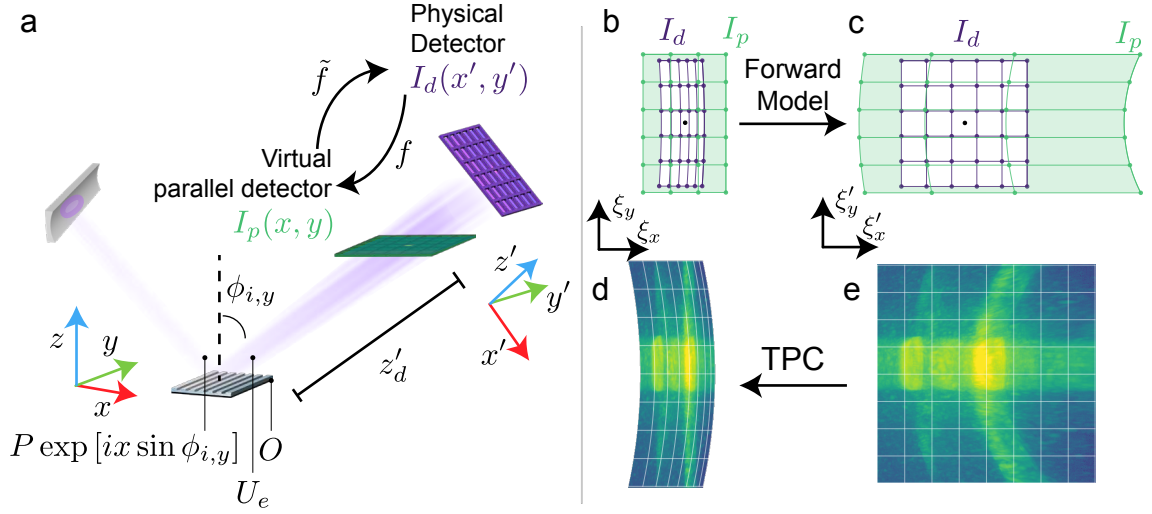 a
Physical
Detector
I_d(x', y')
f̃
f
Virtual
parallel detector
I_p(x, y)
ϕ_{i,y}
z
y
x
z'
y'
x'
z'_d
P exp [ix sin ϕ_{i,y}]
O
U_e
b
I_d
I_p
Forward
Model
c
I_d
I_p
ξ_y
ξ_x
ξ'_y
ξ'_x
d
TPC
e